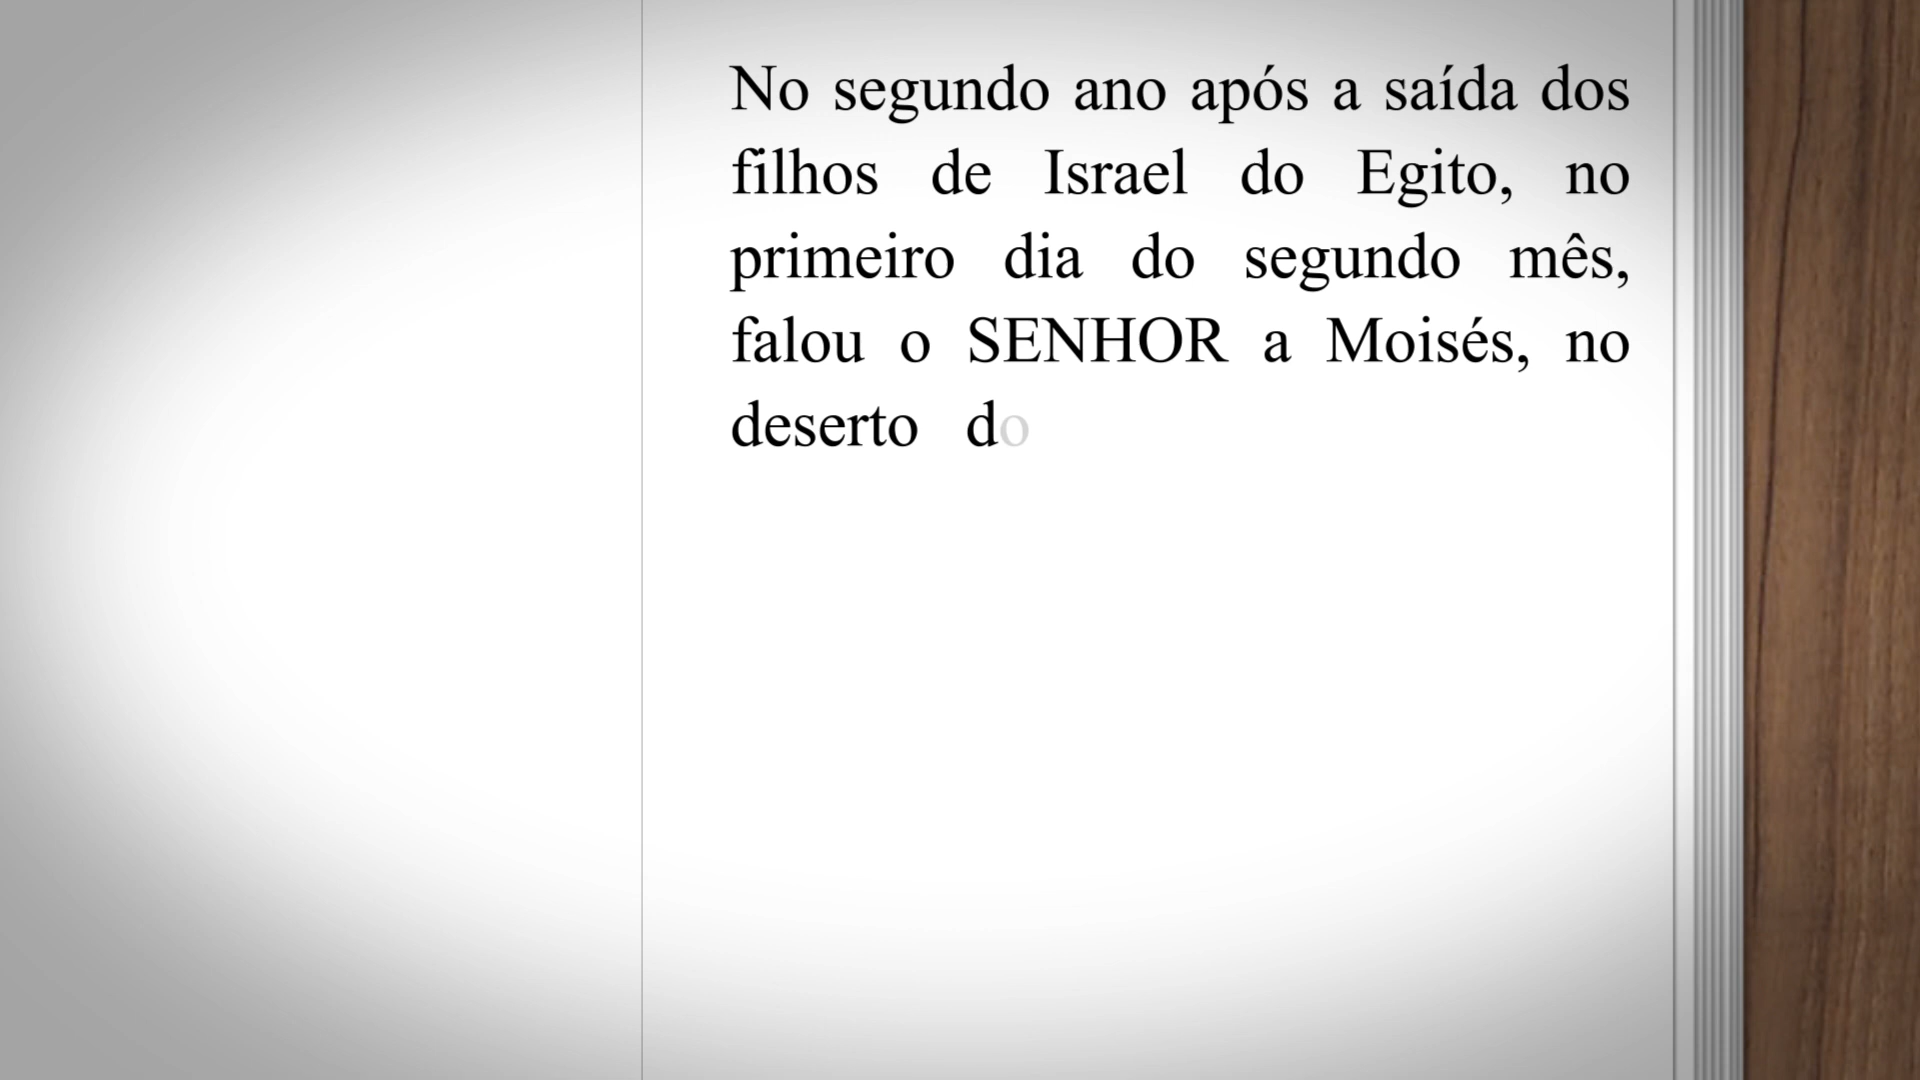 No segundo ano após a saída dos
filhos de Israel do Egito, no
primeiro dia do segundo mês,
falou o SENHOR a Moisés, no
deserto do